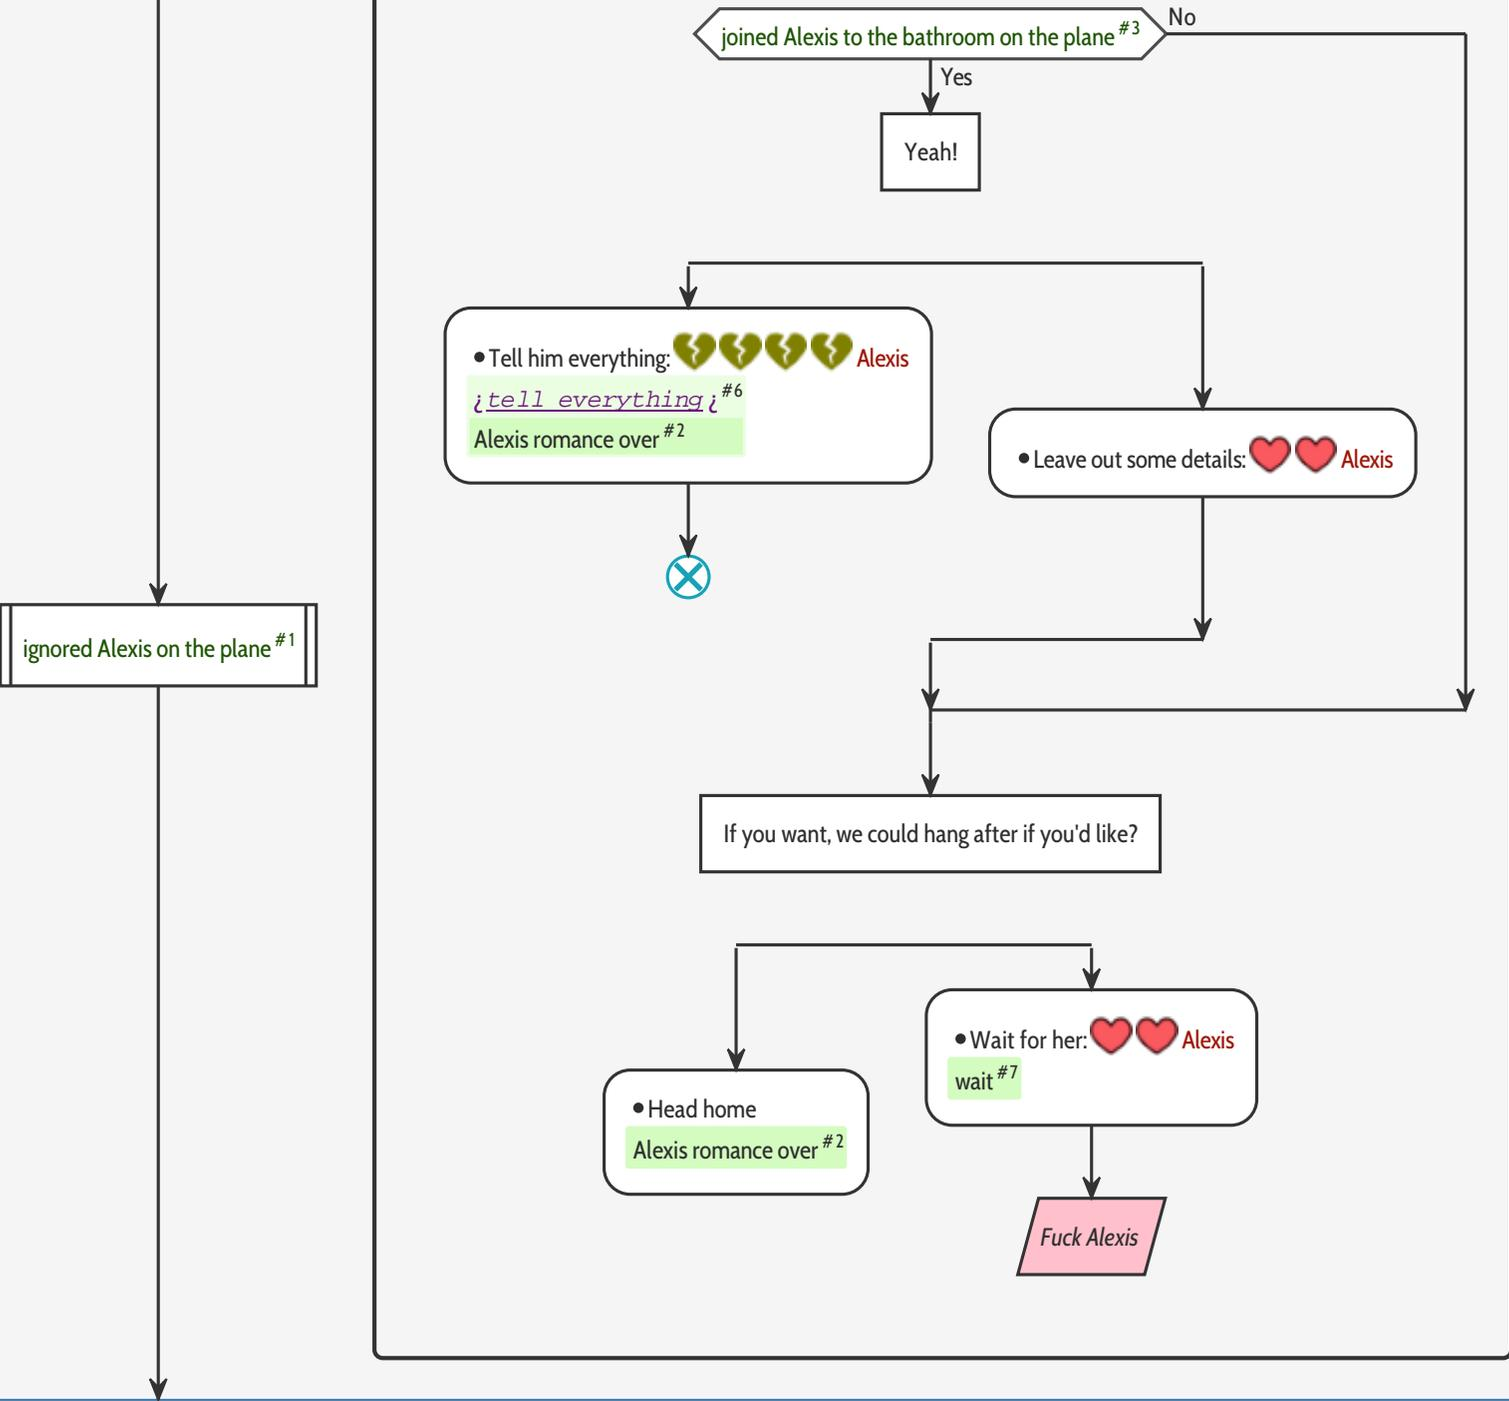 joined Alexis to the bathroom on the plane #3
No
Yes
Yeah!
•Tell him everything: Alexis
¿tell everything¿ #6
Alexis romance over #2
•Leave out some details: Alexis
ignored Alexis on the plane #1
If you want, we could hang after if you'd like?
•Wait for her: Alexis
wait #7
•Head home
Alexis romance over #2
Fuck Alexis